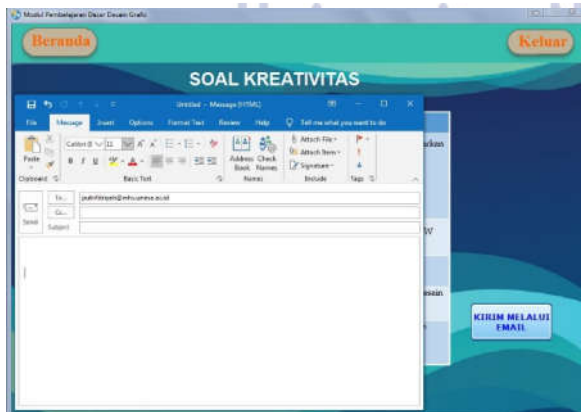 Modul Pembelajaran Dasar Desain Grafis
Beranda
Keluar
SOAL KREATIVITAS
Untitled - Message (HTML)
File Message Insert Options Format Text Review Help Tell me what you want to do
Paste
Calibri (B 11
Attach File
Attach Item
Signature
B I U
Address Book
Check Names
Clipboard Basic Text Names Include Tags
To...
Cc...
Subject
Send
W
KIRIM MELALUI
EMAIL